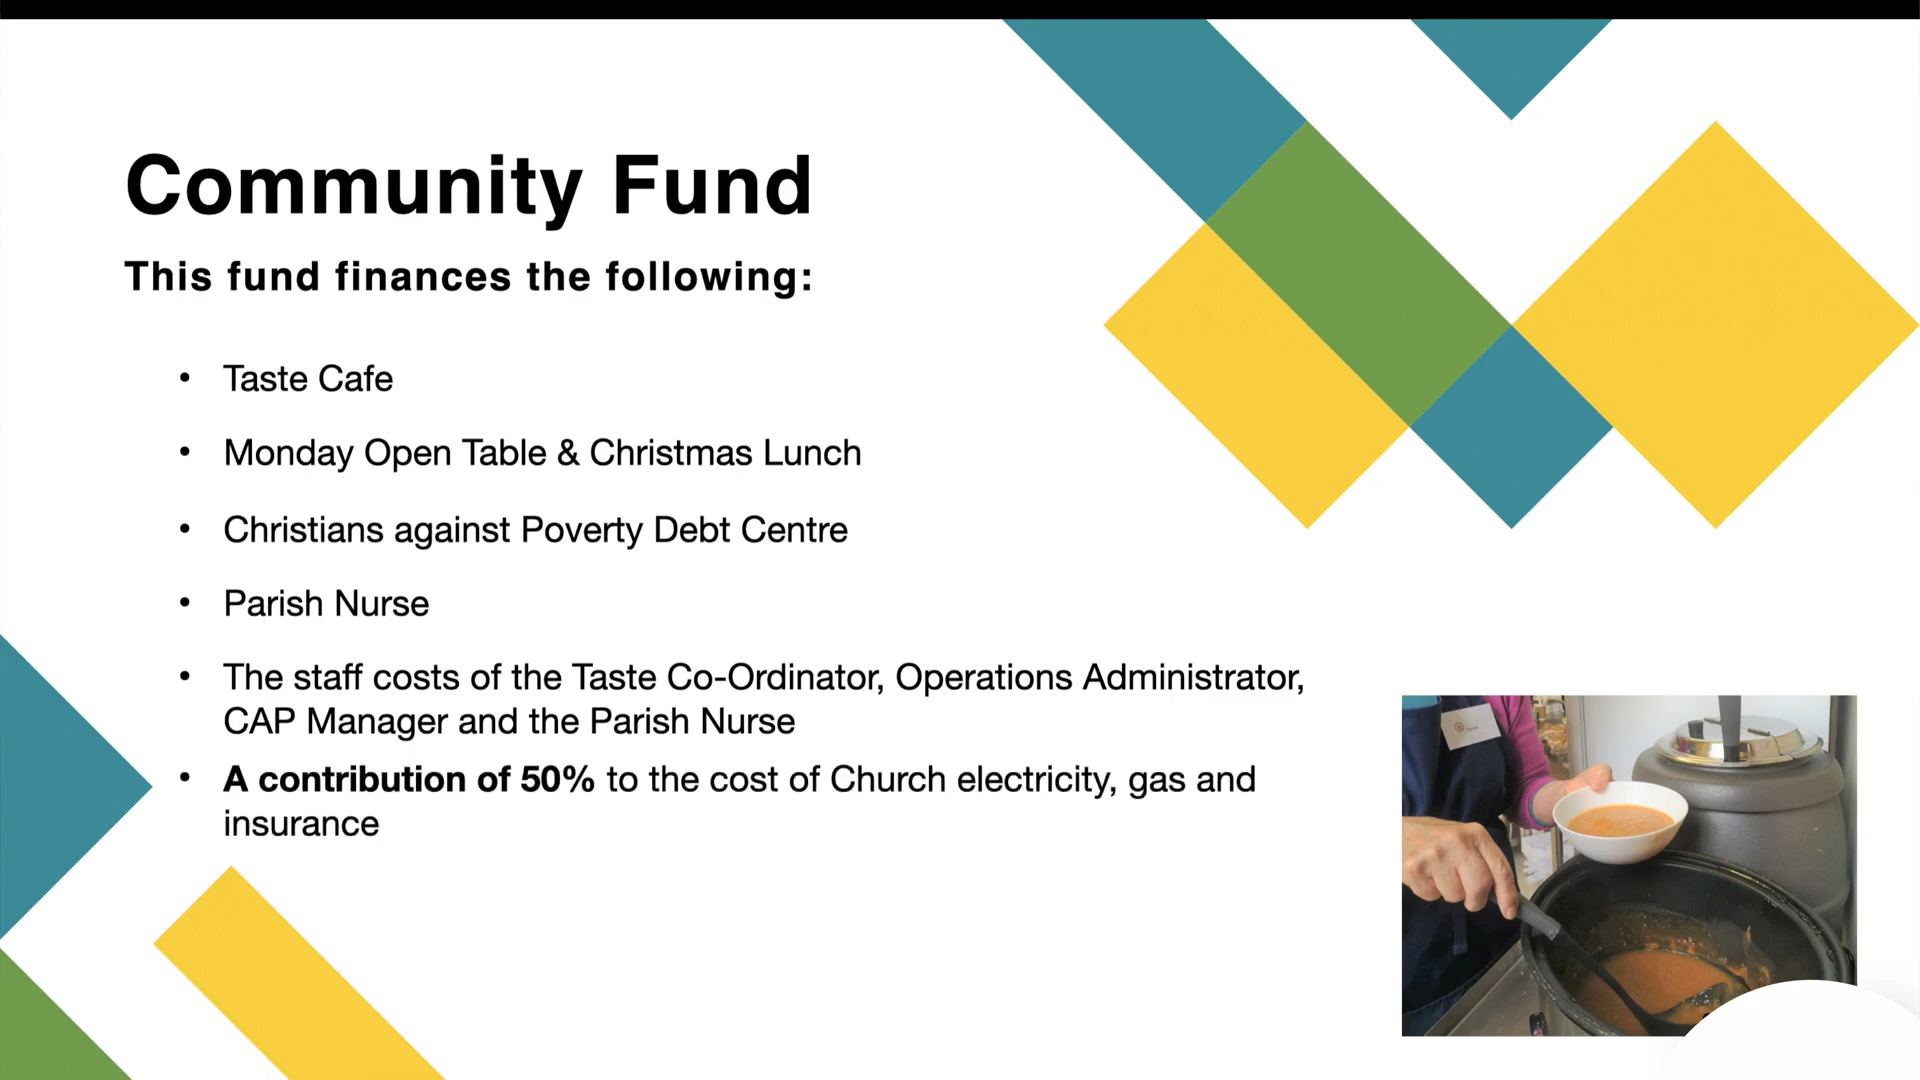 Community Fund
This fund finances the following:
• Taste Cafe
• Monday Open Table & Christmas Lunch
• Christians against Poverty Debt Centre
• Parish Nurse
• The staff costs of the Taste Co-Ordinator, Operations Administrator,
CAP Manager and the Parish Nurse
• A contribution of 50% to the cost of Church electricity, gas and
insurance